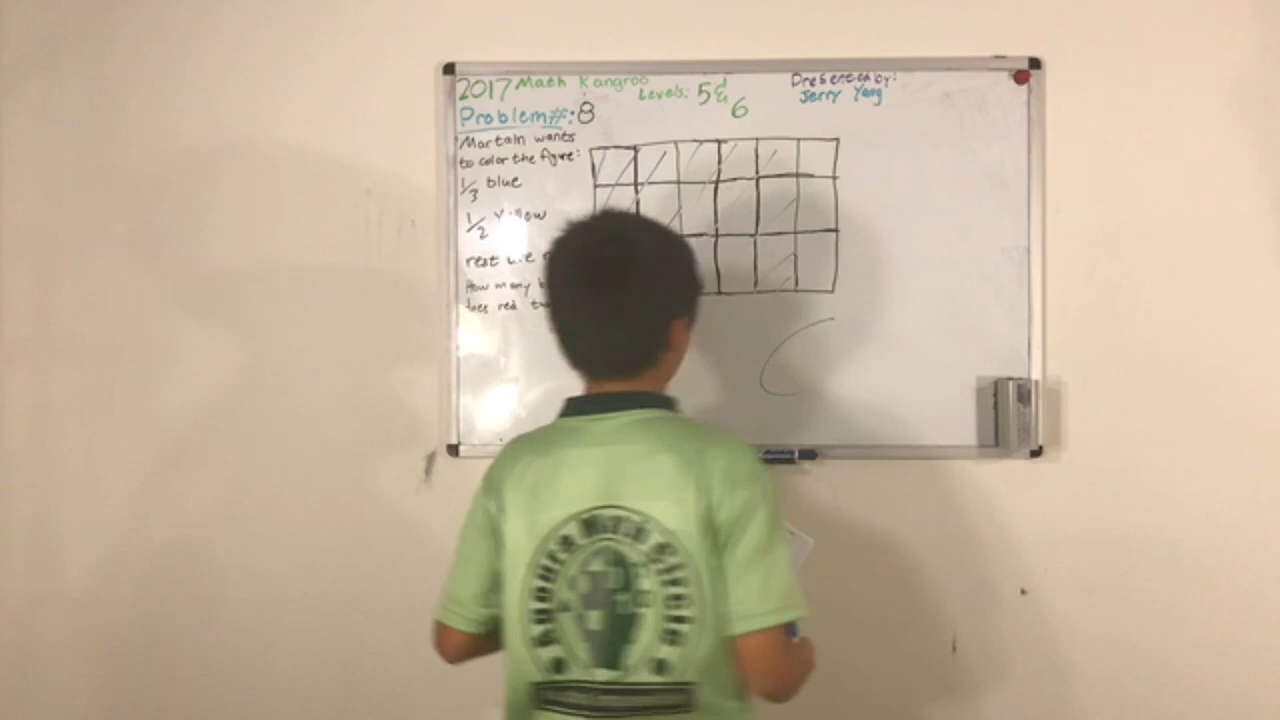 2017 Math Kangroo Levels: 5 & 6
Presented by: Jerry Yang
Problem#: 8
Martain wants
to color the figure:
1/3 blue
1/2 Yellow
rest are
How many
does red